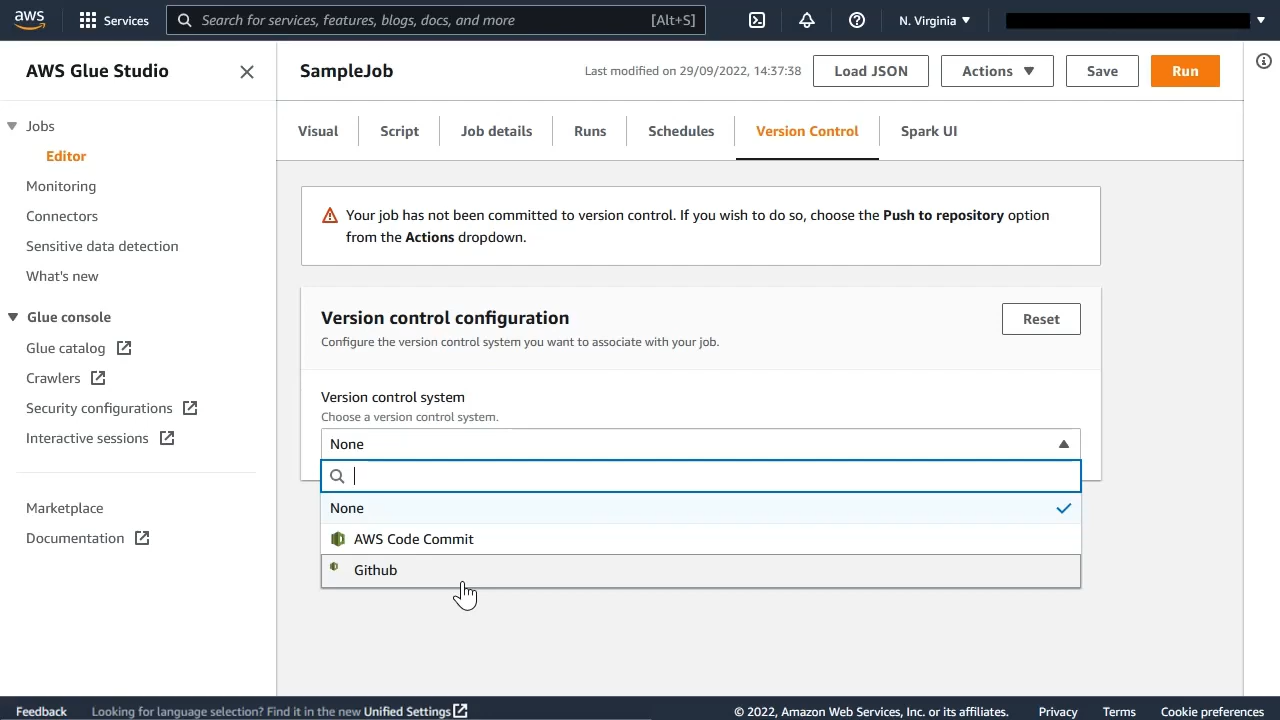 aws
Services
Search for services, features, blogs, docs, and more
[Alt+S]
N. Virginia
AWS Glue Studio
SampleJob
Last modified on 29/09/2022, 14:37:38
Load JSON
Actions
Save
Run
Jobs
Editor
Monitoring
Connectors
Sensitive data detection
What's new
Glue console
Glue catalog
Crawlers
Security configurations
Interactive sessions
Marketplace
Documentation
Visual
Script
Job details
Runs
Schedules
Version Control
Spark UI
Your job has not been committed to version control. If you wish to do so, choose the Push to repository option
from the Actions dropdown.
Version control configuration
Reset
Configure the version control system you want to associate with your job.
Version control system
Choose a version control system.
None
None
AWS Code Commit
Github
Feedback
Looking for language selection? Find it in the new Unified Settings
© 2022, Amazon Web Services, Inc. or its affiliates.
Privacy
Terms
Cookie preferences